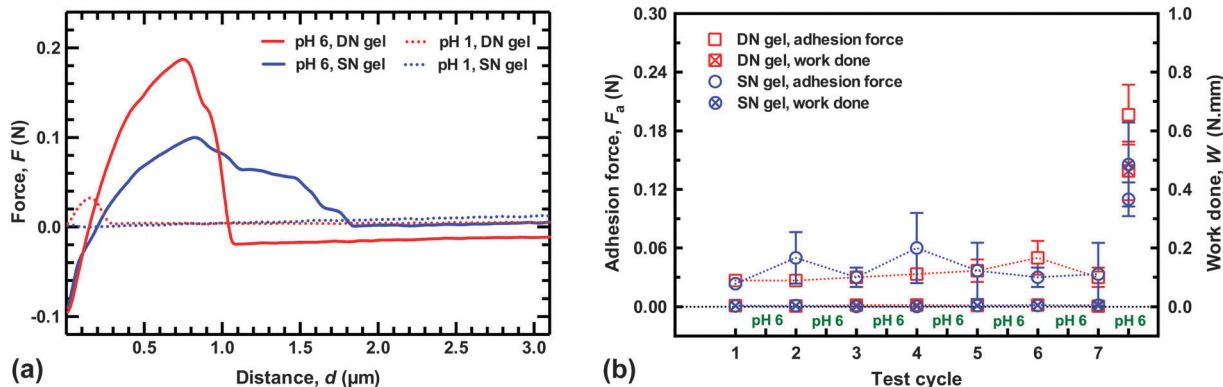 0.2
0.1
0.0
-0.1
Force, F (N)
pH 6, DN gel
pH 1, DN gel
pH 6, SN gel
pH 1, SN gel
0.5 1.0 1.5 2.0 2.5 3.0
Distance, d (µm)
(a)
0.30
0.24
0.18
0.12
0.06
0.00
Adhesion force, Fa (N)
DN gel, adhesion force
DN gel, work done
SN gel, adhesion force
SN gel, work done
1.0
0.8
0.6
0.4
0.2
0.0
Work done, W (N.mm)
pH 6 pH 6 pH 6 pH 6 pH 6 pH 6 pH 6
1 2 3 4 5 6 7
Test cycle
(b)